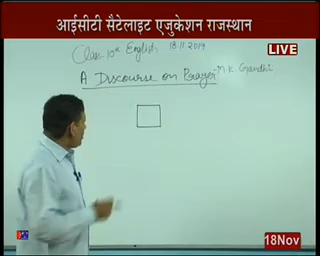 आईसीटी सैटेलाइट एजुकेशन राजस्थान
LIVE
Class 10th English 18.11.2019
A Discourse on Prayer - M.K. Gandhi
18Nov